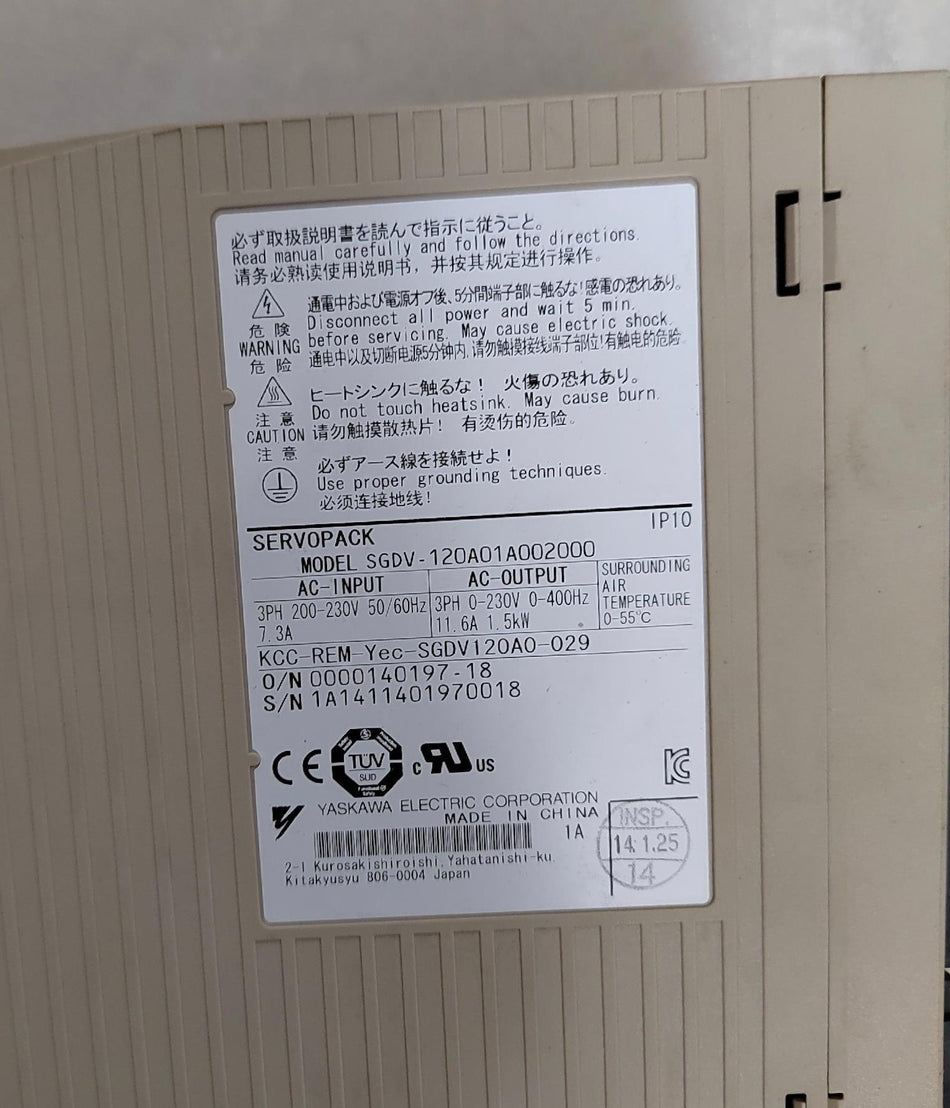 必ず取扱説明書を読んで指示に従うこと。
Read manual carefully and follow the directions.
请务必熟读使用说明书，并按其规定进行操作。
危 険
WARNING
危 险
通電中および電源オフ後､5分間端子部に触るな!感電の恐れあり。
Disconnect all power and wait 5 min.
before servicing. May cause electric shock.
通电中以及切断电源5分钟内､请勿触摸接线端子部位!有触电的危险
注 意
CAUTION
注 意
ヒートシンクに触るな！ 火傷の恐れあり。
Do not touch heatsink. May cause burn.
请勿触摸散热片！ 有烫伤的危险。
必ずアース線を接続せよ！
Use proper grounding techniques.
必须连接地线！
IP10
SERVOPACK
MODEL SGDV-120A01A002000
AC-INPUT
3PH 200-230V 50/60Hz
7.3A
AC-OUTPUT
3PH 0-230V 0-400Hz
11.6A 1.5kW
SURROUNDING
AIR
TEMPERATURE
0-55℃
KCC-REM-Yec-SGDV120A0-029
O/N 0000140197-18
S/N 1A1411401970018
CE
TÜV
SUD
Functional
Safety
c RU US
KC
YASKAWA ELECTRIC CORPORATION
MADE IN CHINA
1A
2-1 Kurosakishiroishi,Yahatanishi-ku,
Kitakyusyu 806-0004 Japan
INSP.
14.1.25
14